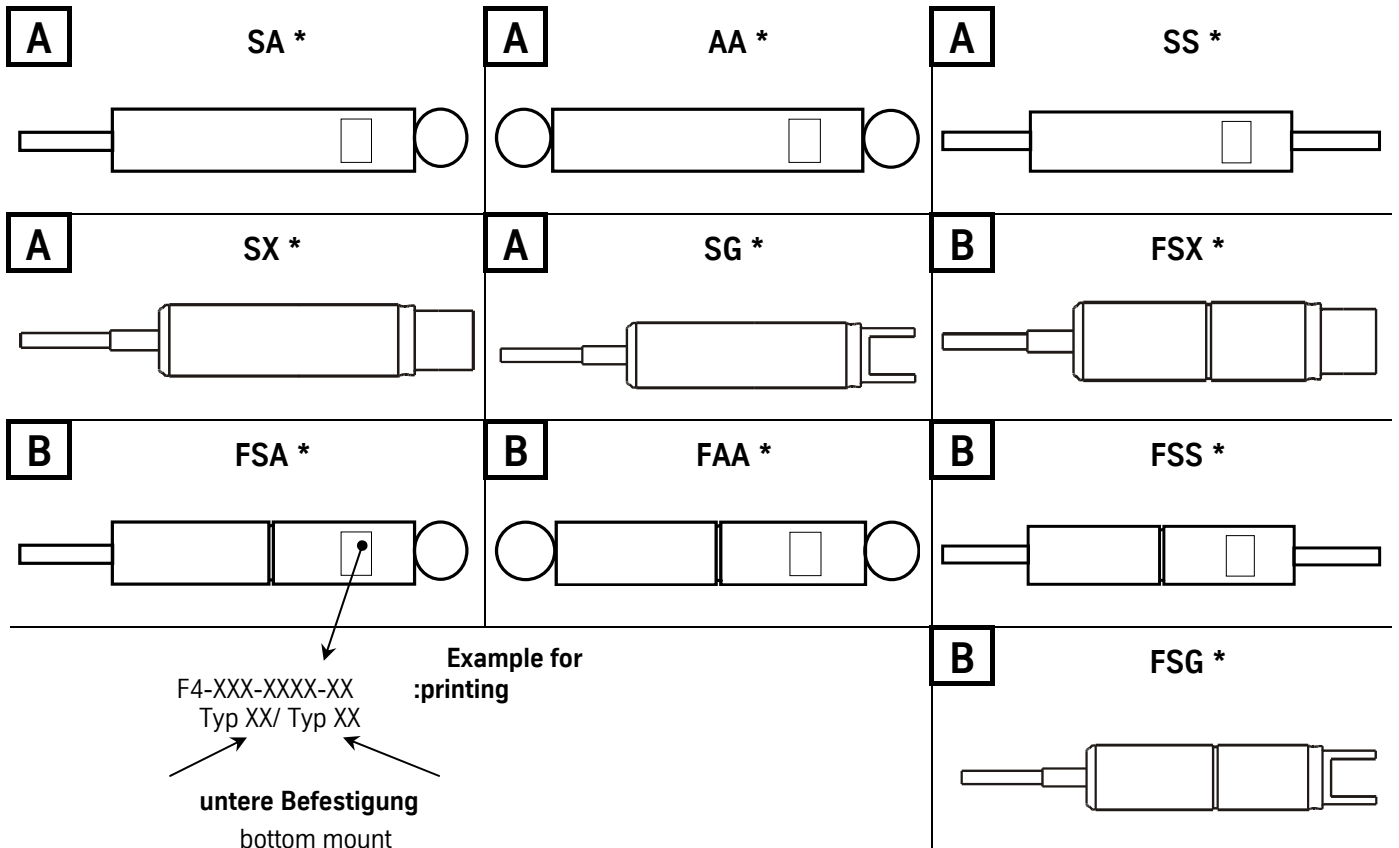 A
SA *
A
AA *
A
SS *
A
SX *
A
SG *
B
FSX *
B
FSA *
B
FAA *
B
FSS *
Example for
:printing
F4-XXX-XXXX-XX
Typ XX/ Typ XX
untere Befestigung
bottom mount
B
FSG *